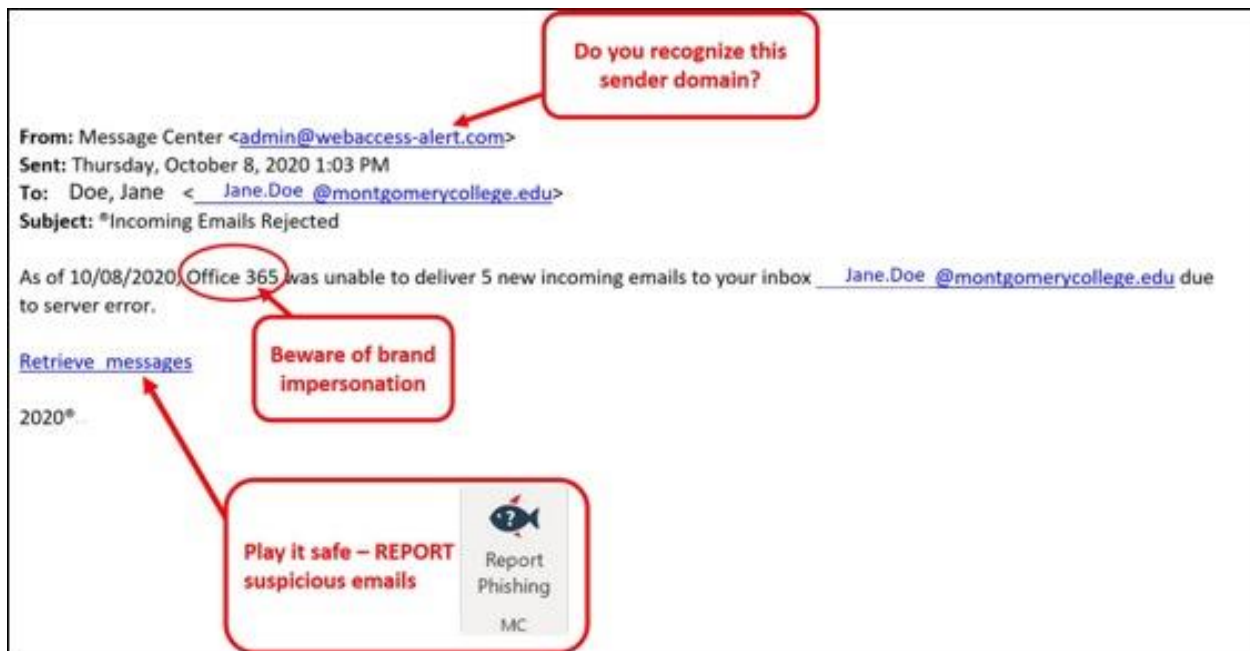 Do you recognize this
sender domain?
From: Message Center <admin@webaccess-alert.com>
Sent: Thursday, October 8, 2020 1:03 PM
To: Doe, Jane < Jane.Doe @montgomerycollege.edu>
Subject: ®Incoming Emails Rejected
As of 10/08/2020, Office 365 was unable to deliver 5 new incoming emails to your inbox Jane.Doe @montgomerycollege.edu due
to server error.
Retrieve messages
Beware of brand
impersonation
2020®
Play it safe – REPORT
suspicious emails
?
Report
Phishing
MC